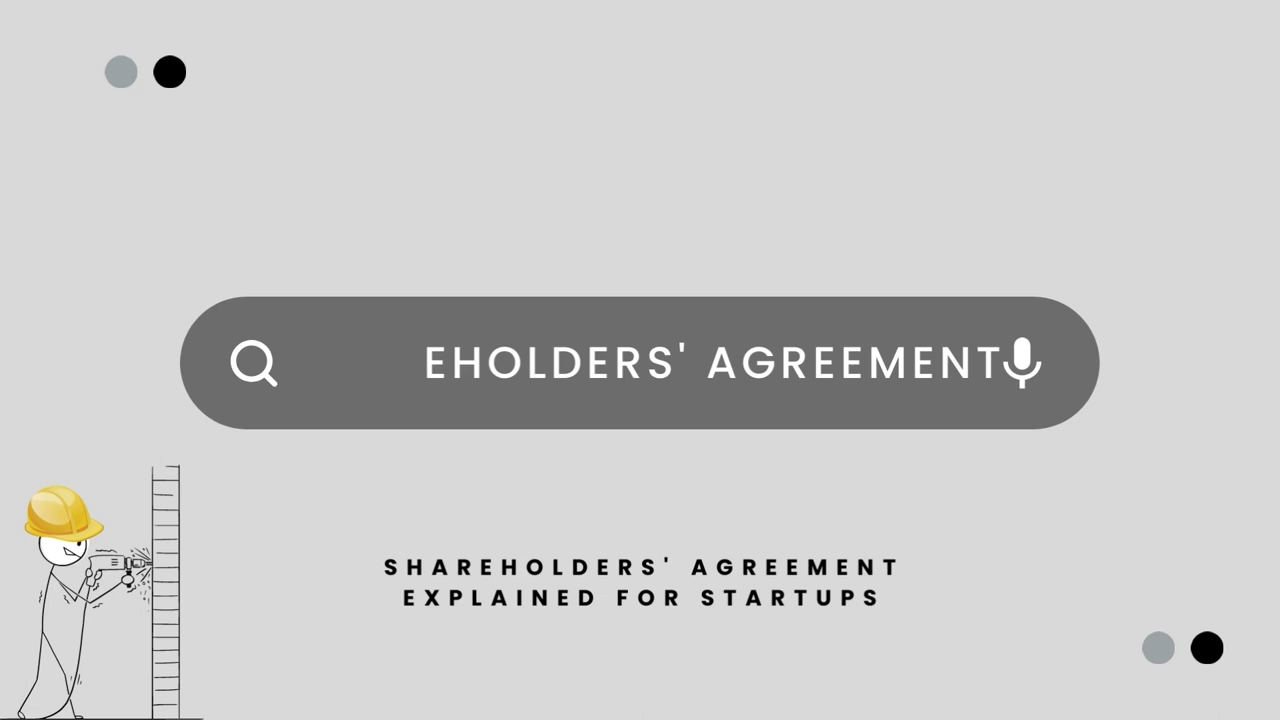 EHOLDERS' AGREEMENT
SHAREHOLDERS' AGREEMENT
EXPLAINED FOR STARTUPS